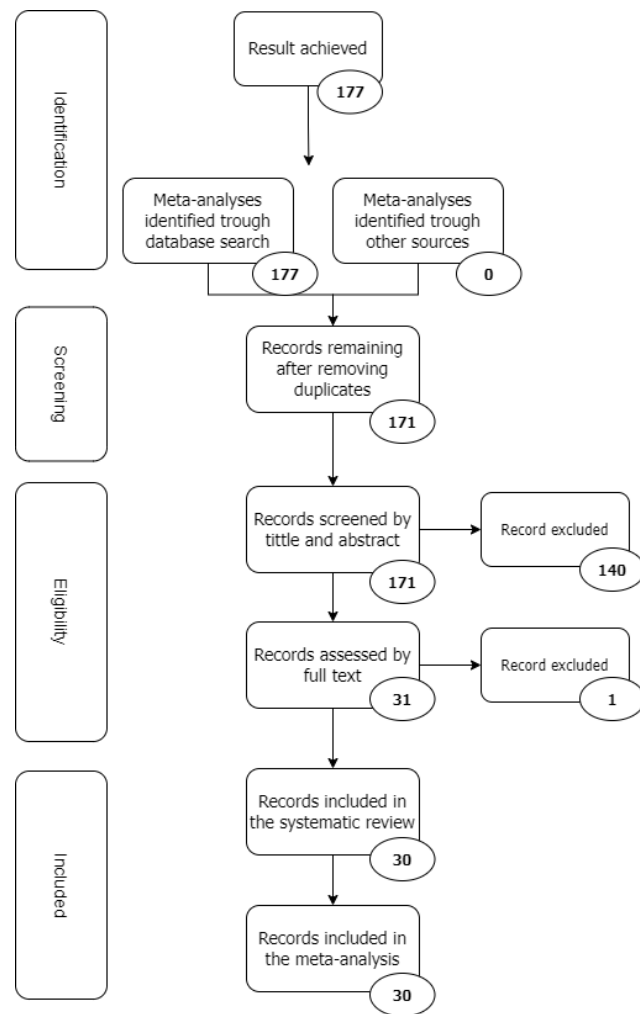 Identification
Result achieved
177
Meta-analyses
identified trough
database search
177
Meta-analyses
identified trough
other sources
0
Screening
Records remaining
after removing
duplicates
171
Eligibility
Records screened by
tittle and abstract
171
Record excluded
140
Records assessed by
full text
31
Record excluded
1
Included
Records included in
the systematic review
30
Records included in
the meta-analysis
30